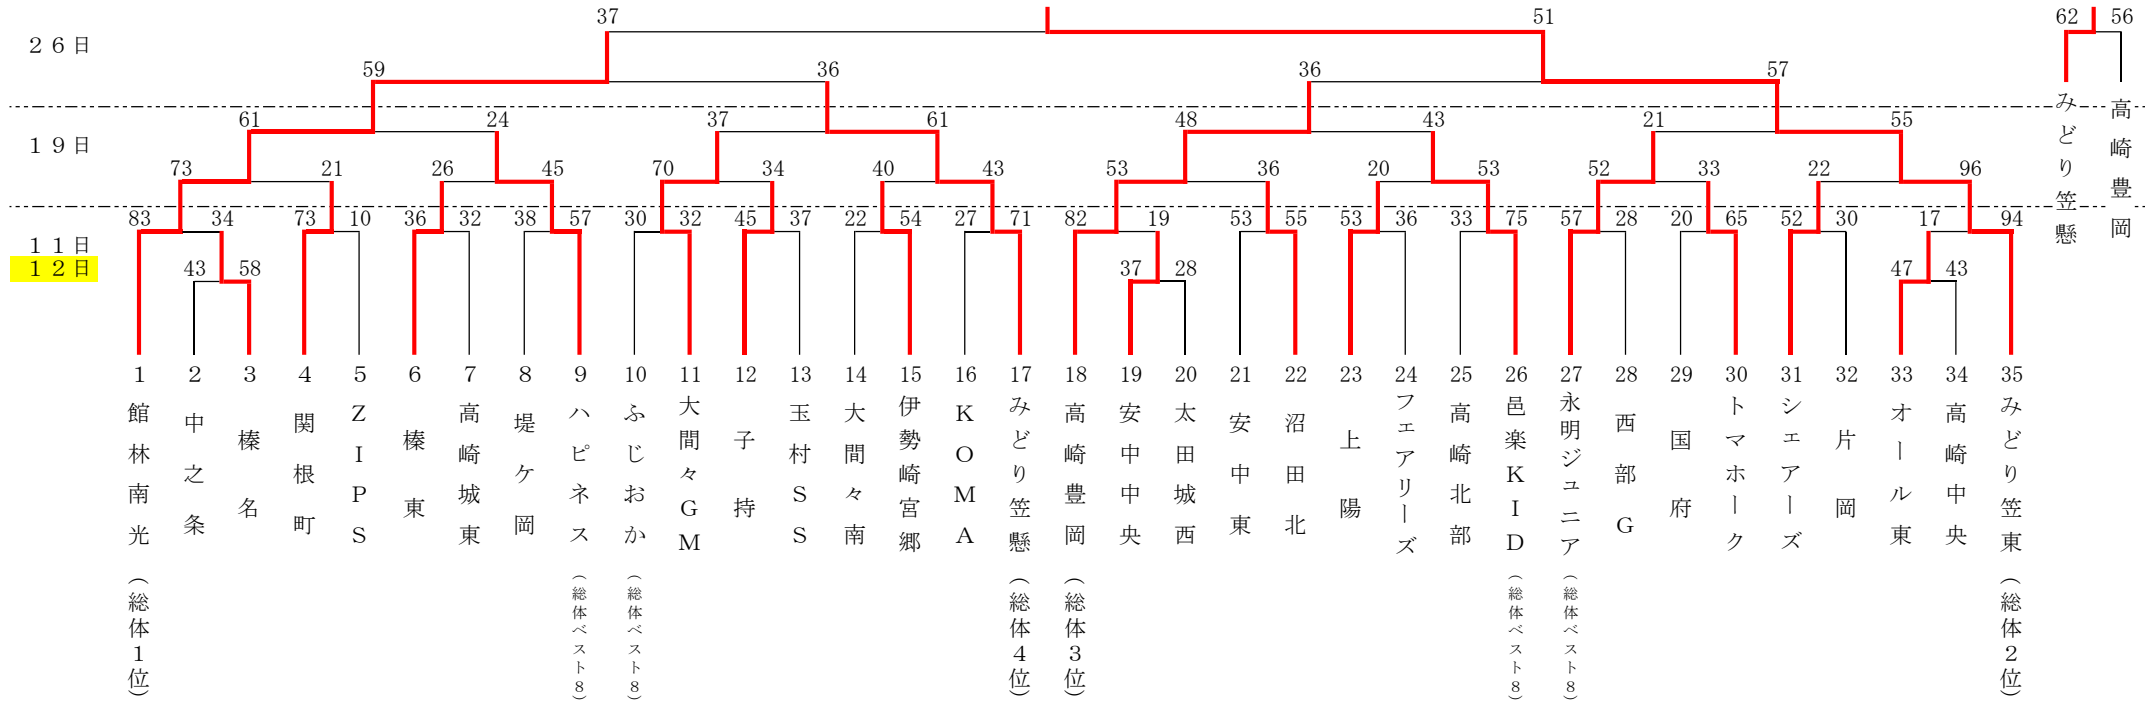 37 51 62 56
２６日
59 36 36 57
61 24 37 61 48 43 21 55
１９日
73 21 26 45 70 34 40 43 53 36 20 53 52 33 22 96
83 34 73 10 36 32 38 57 30 32 45 37 22 54 27 71 82 19 53 55 53 36 33 75 57 28 20 65 52 30 17 94
１１日
１２日
43 58 37 28 47 43
みどり笠懸
高崎豊岡
1 館林南光 （総体１位）
2 中之条
3 榛名
4 関根町
5 ＺＩＰＳ
6 榛東
7 高崎城東
8 堤ケ岡
9 ハピネス （総体ベスト８）
10 ふじおか （総体ベスト８）
11 大間々ＧＭ
12 子持
13 玉村ＳＳ
14 大間々南
15 伊勢崎宮郷
16 ＫＯＭＡ
17 みどり笠懸 （総体４位）
18 高崎豊岡 （総体３位）
19 安中中央
20 太田城西
21 安中東
22 沼田北
23 上陽
24 フェアリーズ
25 高崎北部
26 邑楽ＫＩＤ （総体ベスト８）
27 永明ジュニア （総体ベスト８）
28 西部Ｇ
29 国府
30 トマホーク
31 シェアーズ
32 片岡
33 オール東
34 高崎中央
35 みどり笠東 （総体２位）